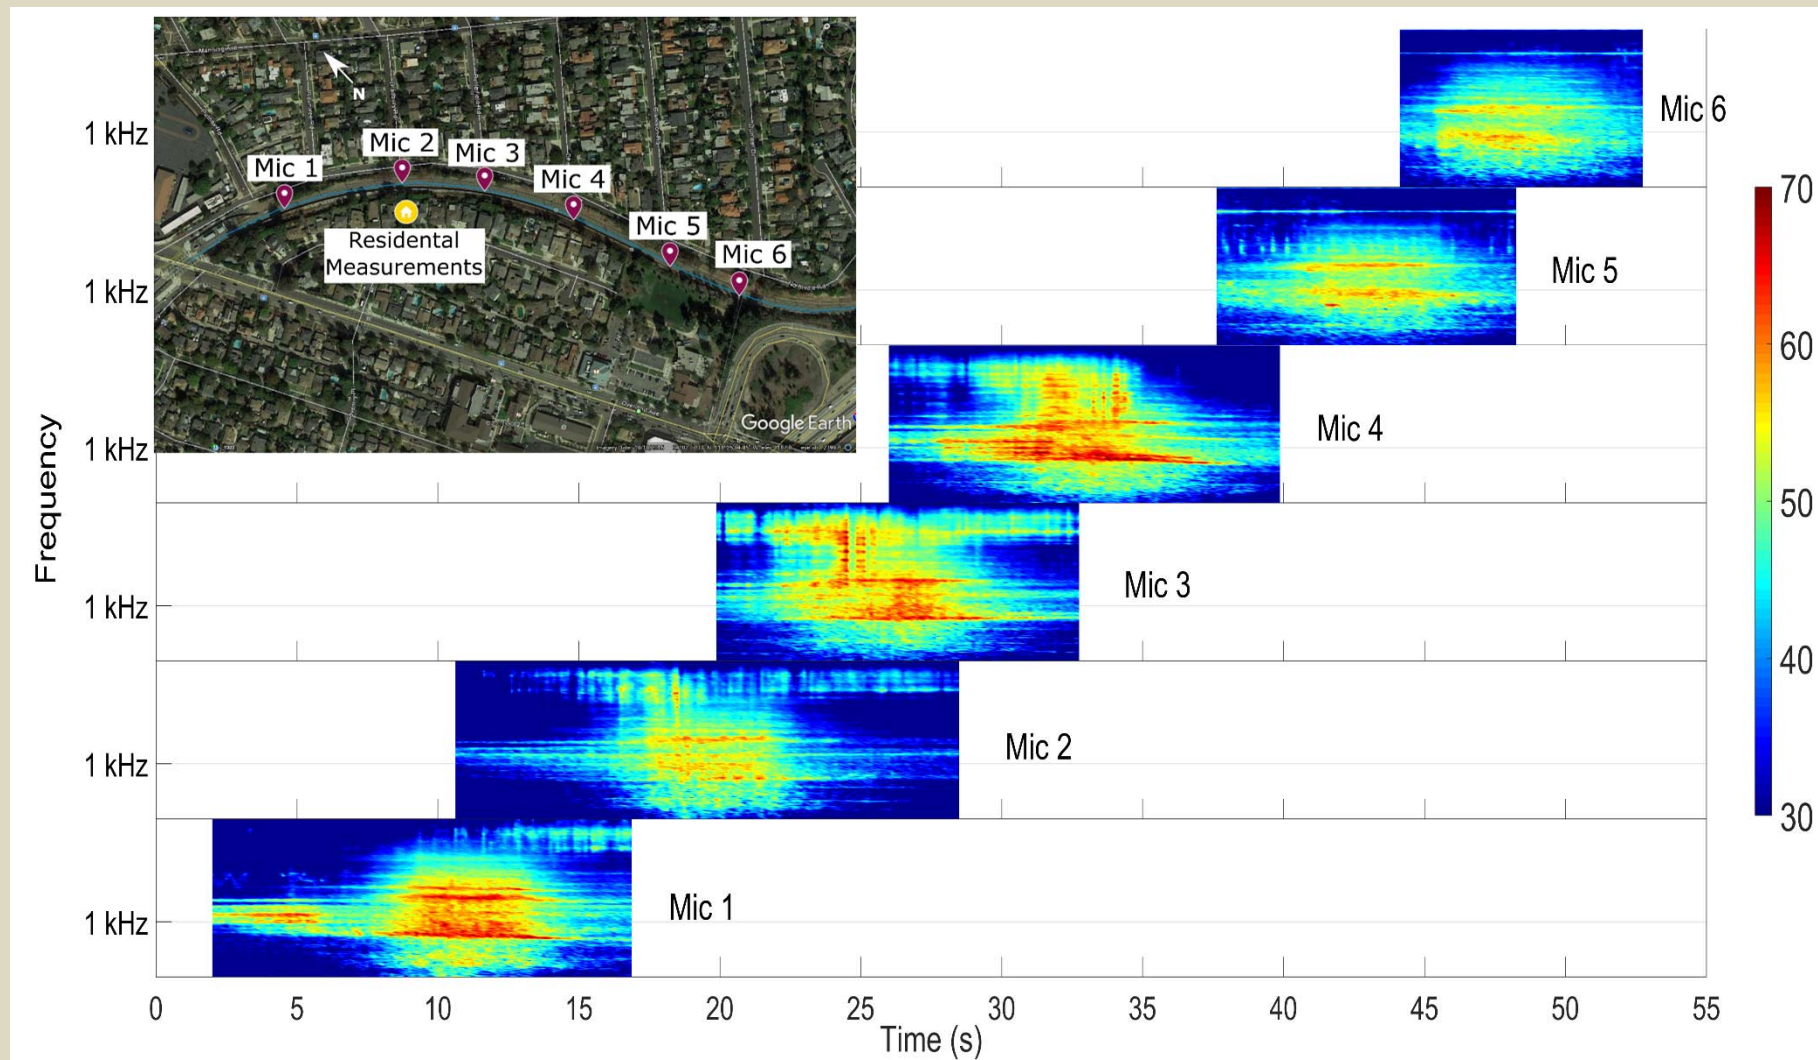 N
Mic 1
Mic 2
Mic 3
Mic 4
Mic 5
Mic 6
Residental
Measurements
Google Earth
Frequency
1 kHz
Mic 6
1 kHz
Mic 5
1 kHz
Mic 4
1 kHz
Mic 3
1 kHz
Mic 2
1 kHz
Mic 1
0 5 10 15 20 25 30 35 40 45 50 55
Time (s)
70
60
50
40
30